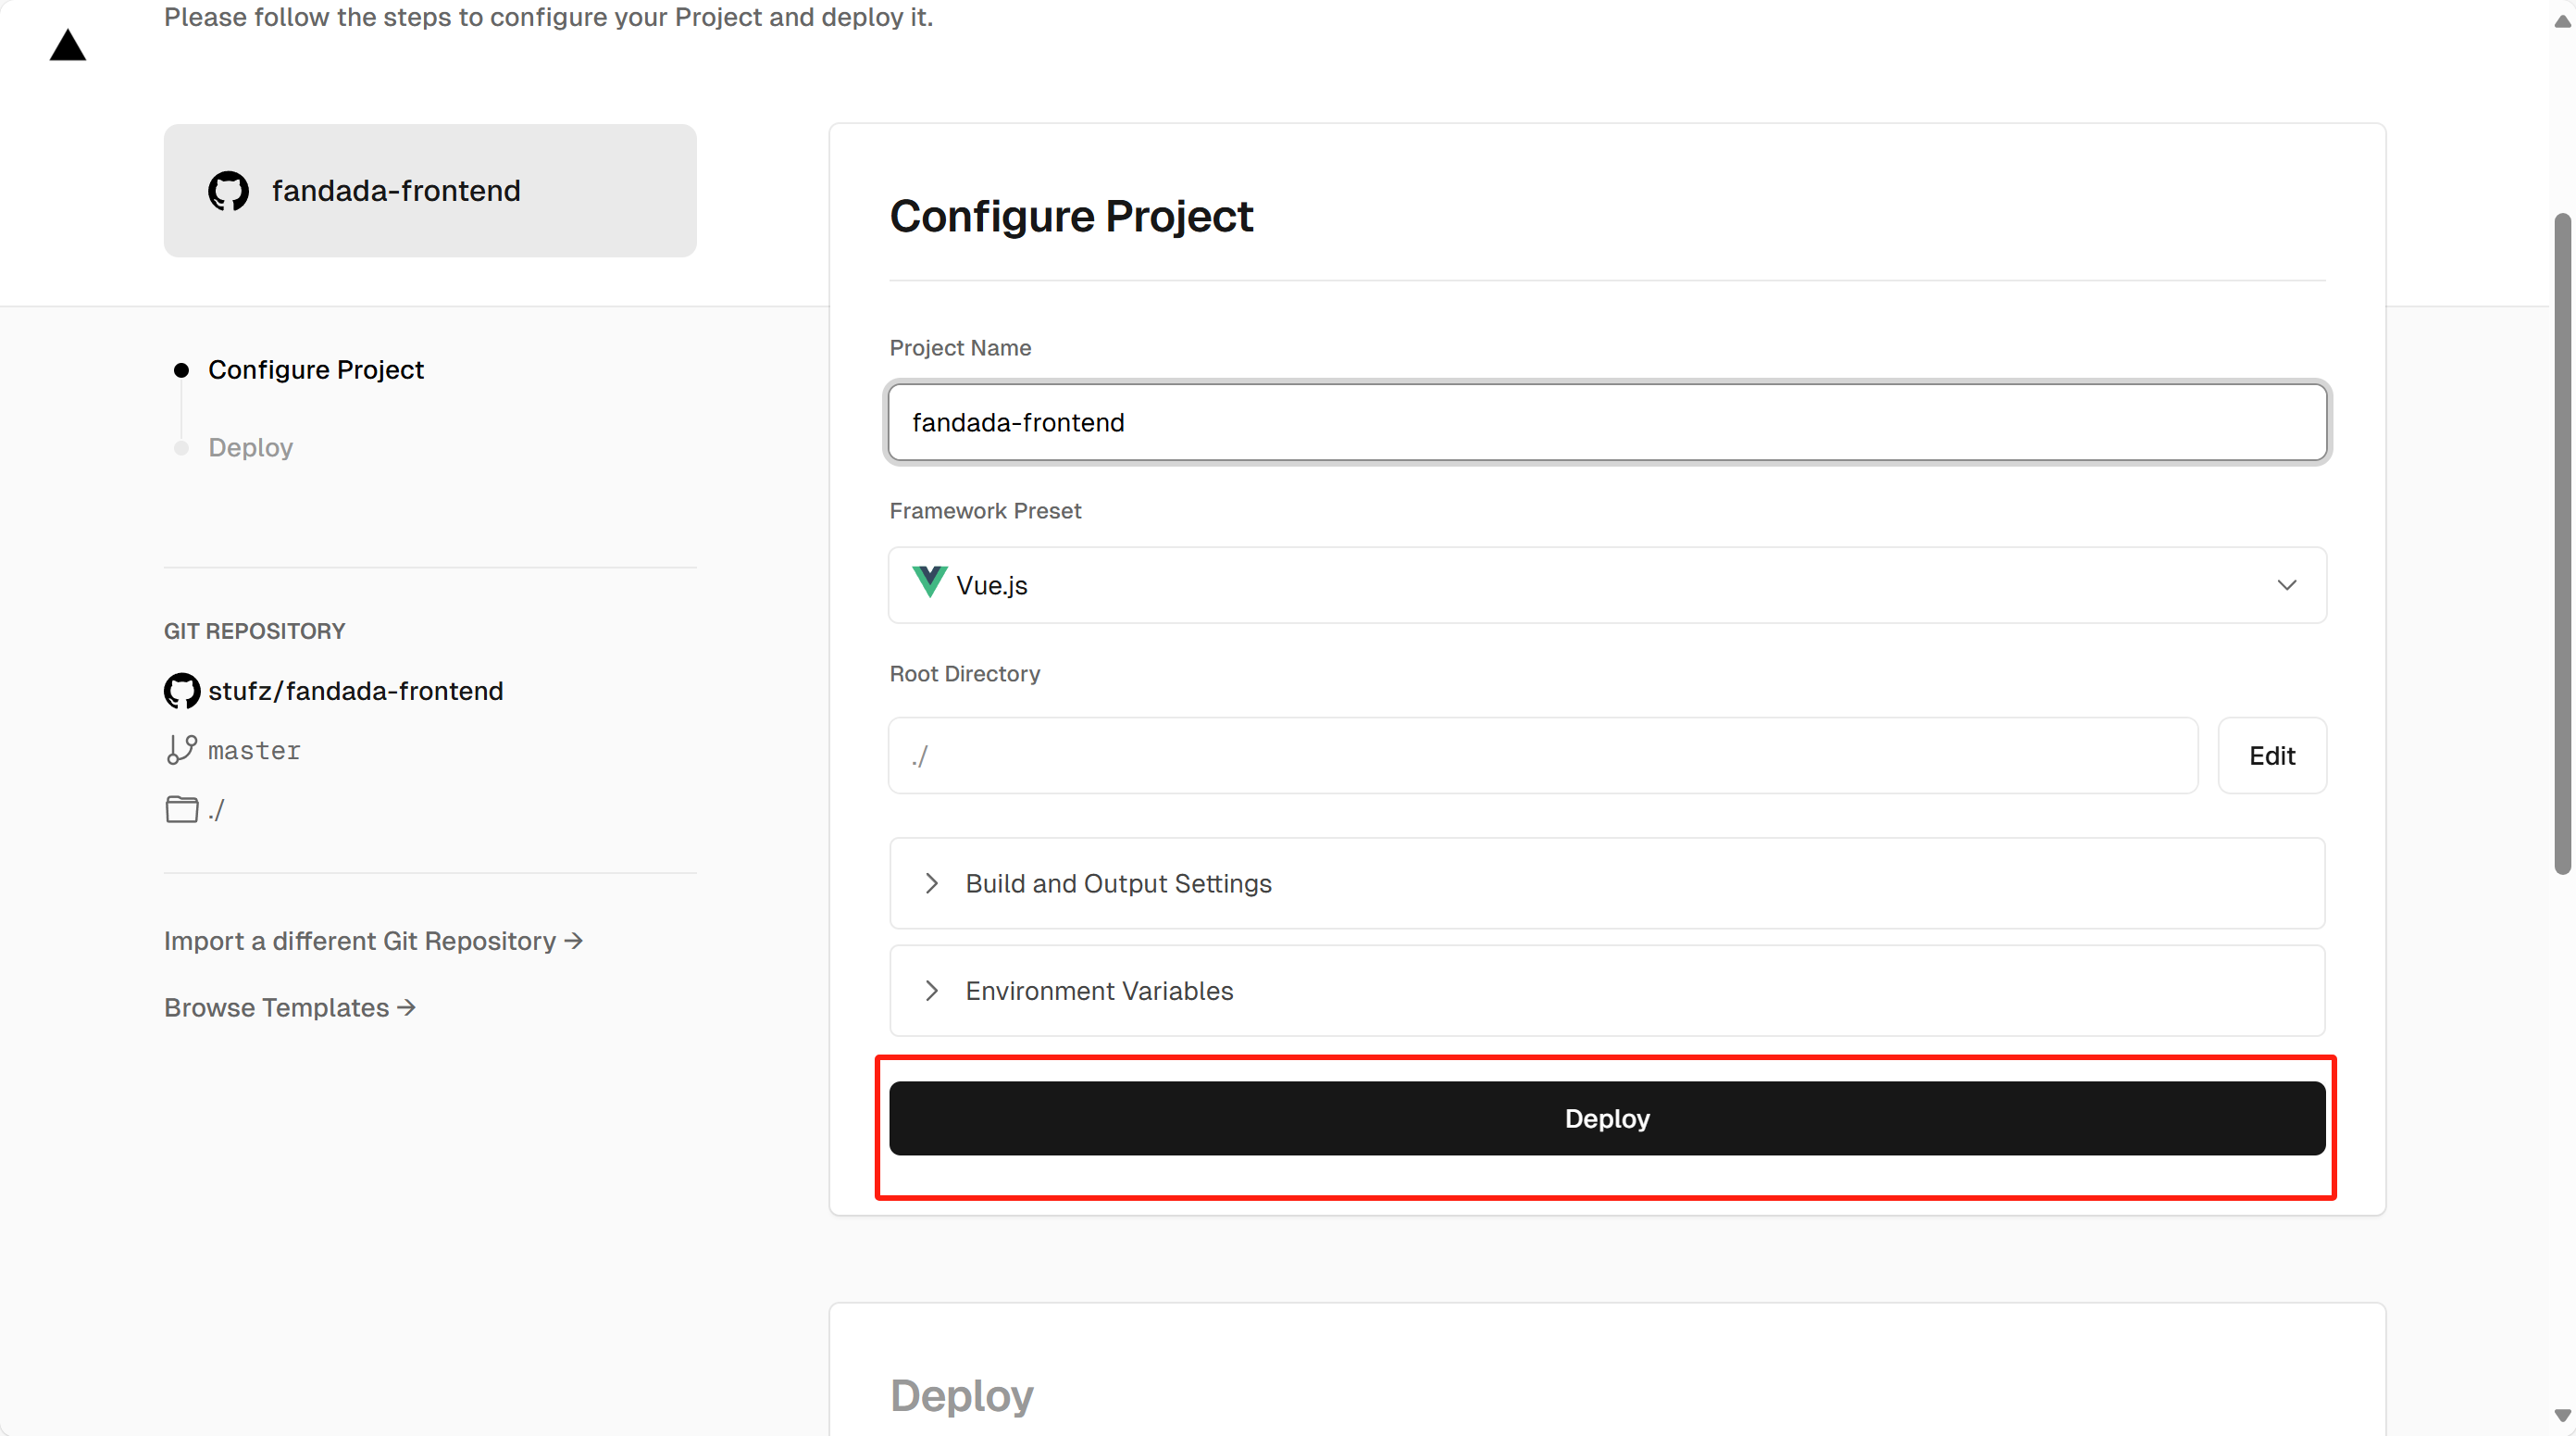 Please follow the steps to configure your Project and deploy it.
fandada-frontend
Configure Project
Deploy
GIT REPOSITORY
stufz/fandada-frontend
master
./
Import a different Git Repository →
Browse Templates →
Configure Project
Project Name
fandada-frontend
Framework Preset
Vue.js
Root Directory
./
Edit
Build and Output Settings
Environment Variables
Deploy
Deploy